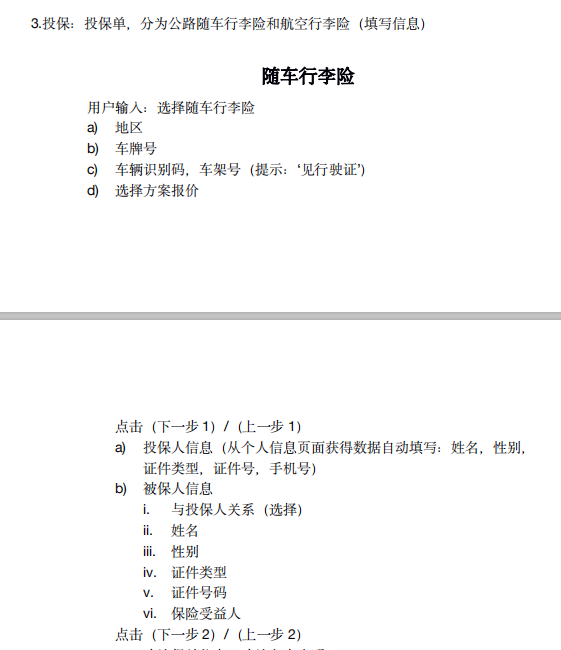 3.投保：投保单，分为公路随车行李险和航空行李险（填写信息）
随车行李险
用户输入：选择随车行李险
a) 地区
b) 车牌号
c) 车辆识别码，车架号（提示：‘见行驶证’）
d) 选择方案报价
点击（下一步 1）/（上一步 1）
a) 投保人信息（从个人信息页面获得数据自动填写：姓名，性别，
证件类型，证件号，手机号）
b) 被保人信息
i. 与投保人关系（选择）
ii. 姓名
iii. 性别
iv. 证件类型
v. 证件号码
vi. 保险受益人
点击（下一步 2）/（上一步 2）